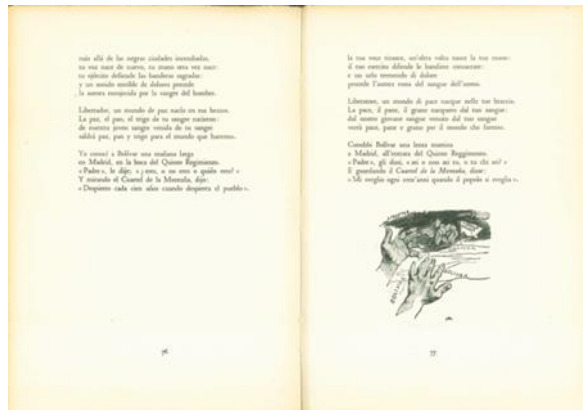 más allá de las negras ciudades inundadas,
tu voz nace de nuevo, tu mano otra vez nace:
tu ejército defiende las banderas sagradas:
y un sonido terrible de dolores precede
la aurora enrojecida por la sangre del hombre.
Libertador, un mundo de paz nació en tus brazos.
La paz, el pan, el trigo de tu sangre nacieron:
de nuestra joven sangre venida de tu sangre
saldrá paz, pan y trigo para el mundo que haremos.
Yo conocí a Bolívar una mañana larga
en Madrid, en la boca del Quinto Regimiento.
«Padre», le dije; «¿eres, o no eres o quién eres?»
Y mirando el Cuartel de la Montaña, dijo:
«Despierto cada cien años cuando despierta el pueblo».
76
la tua voce rinasce, un'altra volta nasce la tua mano:
il tuo esercito difende le bandiere
e un urlo tremendo di dolore
precede l'aurora rossa del sangue dell'uomo.
Libertatore, un mondo di pace nacque nelle tue braccia.
La pace, il pane, il grano nacquero dal tuo sangue:
dal nostro giovane sangue venuto dal tuo sangue
verrà pace, pane e grano per il mondo che faremo.
Conobbi Bolívar una lenta mattina
a Madrid, all'entrata del Quinto Reggimento.
«Padre», gli dissi, «sei o non sei tu, o tu chi sei?»
E guardando il Cuartel de la Montaña, disse:
«Mi sveglio ogni cent'anni quando il popolo si sveglia».
77